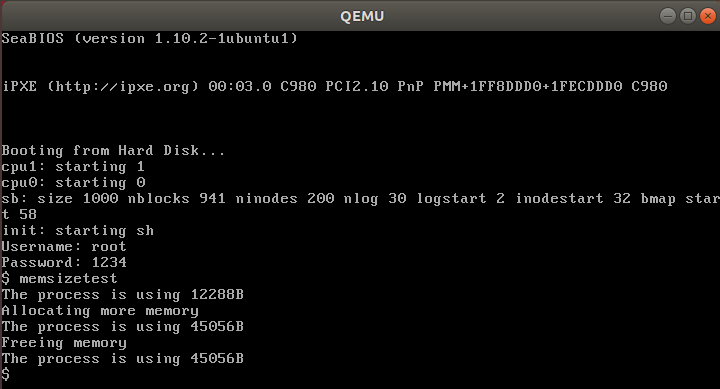 QEMU
SeaBIOS (version 1.10.2-1ubuntu1)
iPXE (http://ipxe.org) 00:03.0 C980 PCI2.10 PnP PMM+1FF8DDD0+1FECDDD0 C980
Booting from Hard Disk...
cpu1: starting 1
cpu0: starting 0
sb: size 1000 nblocks 941 ninodes 200 nlog 30 logstart 2 inodestart 32 bmap star
t 58
init: starting sh
Username: root
Password: 1234
$ memsizetest
The process is using 12288B
Allocating more memory
The process is using 45056B
Freeing memory
The process is using 45056B
$